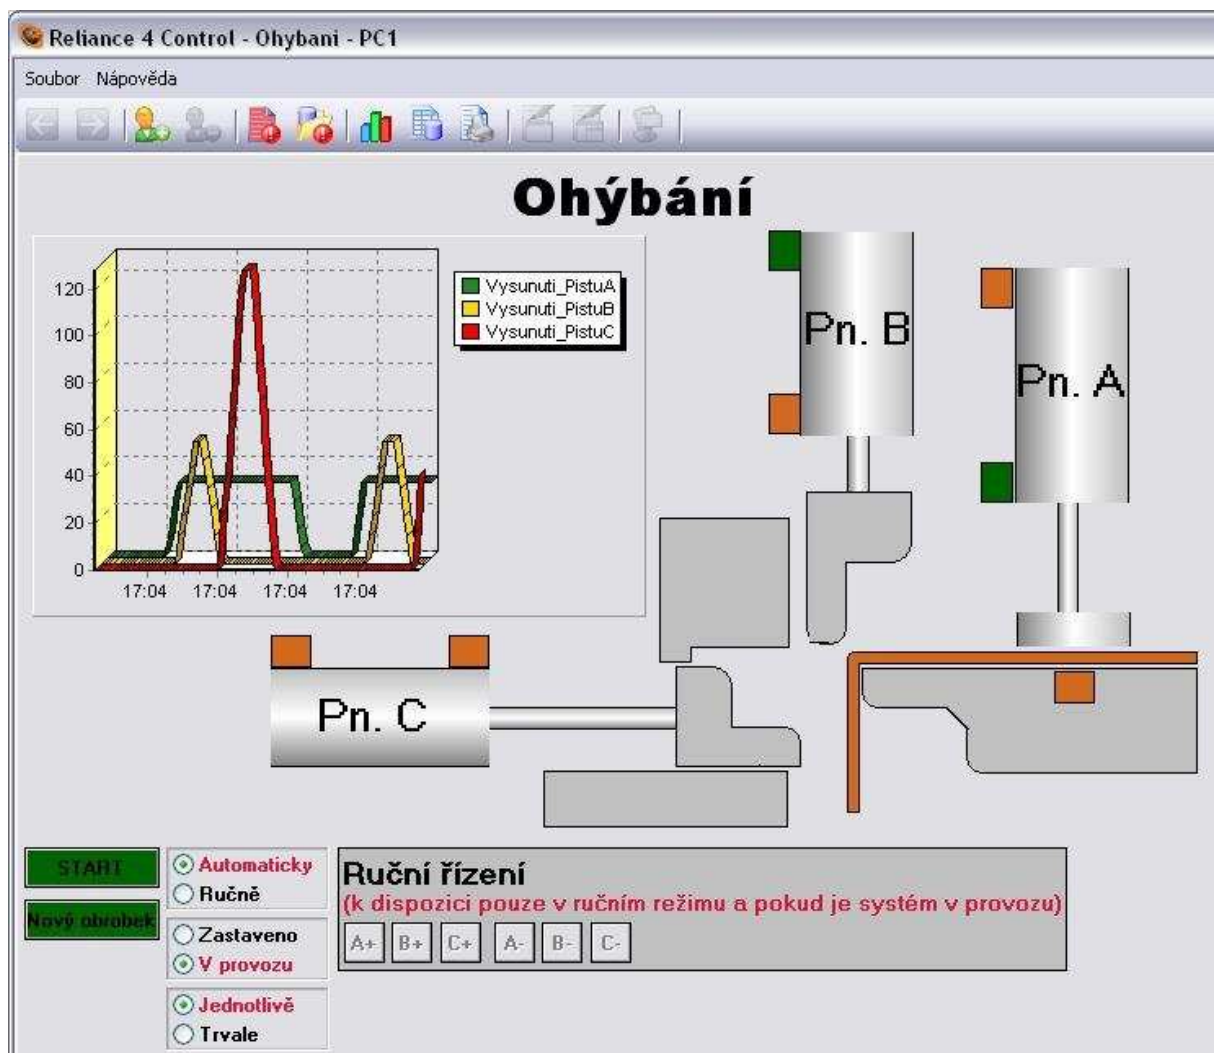 Reliance 4 Control - Ohybani - PC1
Soubor Nápověda
Ohýbání
120
100
80
60
40
20
0
17:04 17:04 17:04 17:04
Vysunuti_PistuA
Vysunuti_PistuB
Vysunuti_PistuC
Pn. B
Pn. A
Pn. C
START
Nový obrobek
Automaticky
Ručně
Zastaveno
V provozu
Jednotlivě
Trvale
Ruční řízení
(k dispozici pouze v ručním režimu a pokud je systém v provozu)
A+ B+ C+ A- B- C-